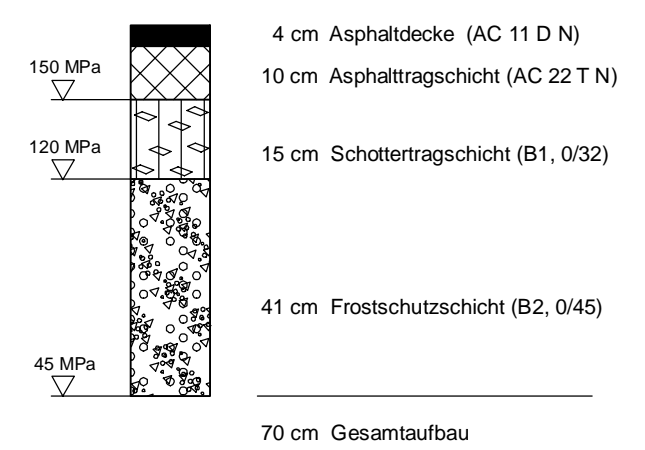 4 cm Asphaltdecke (AC 11 D N)
150 MPa
10 cm Asphalttragschicht (AC 22 T N)
120 MPa
15 cm Schottertragschicht (B1, 0/32)
41 cm Frostschutzschicht (B2, 0/45)
45 MPa
70 cm Gesamtaufbau